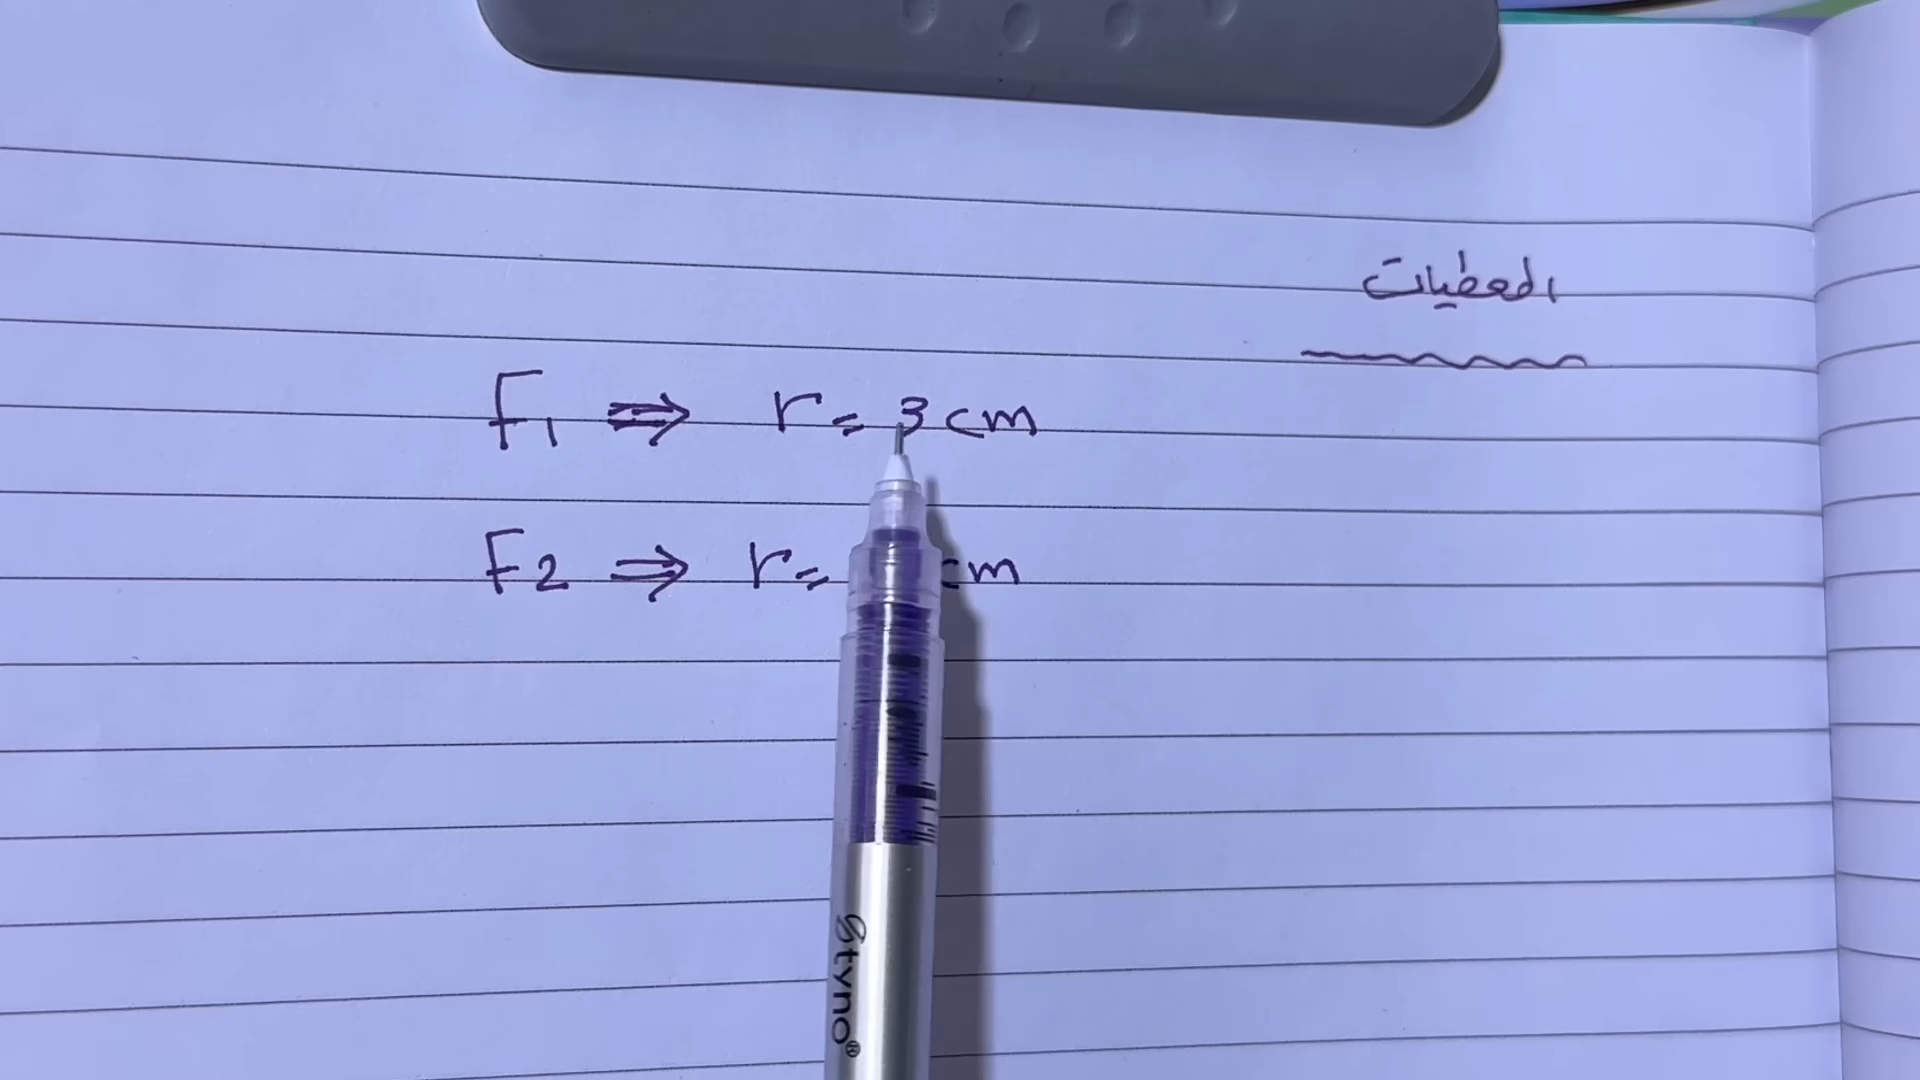 المعطيات
F1 ⇒ r = 3 cm
F2 ⇒ r = cm
Styno®